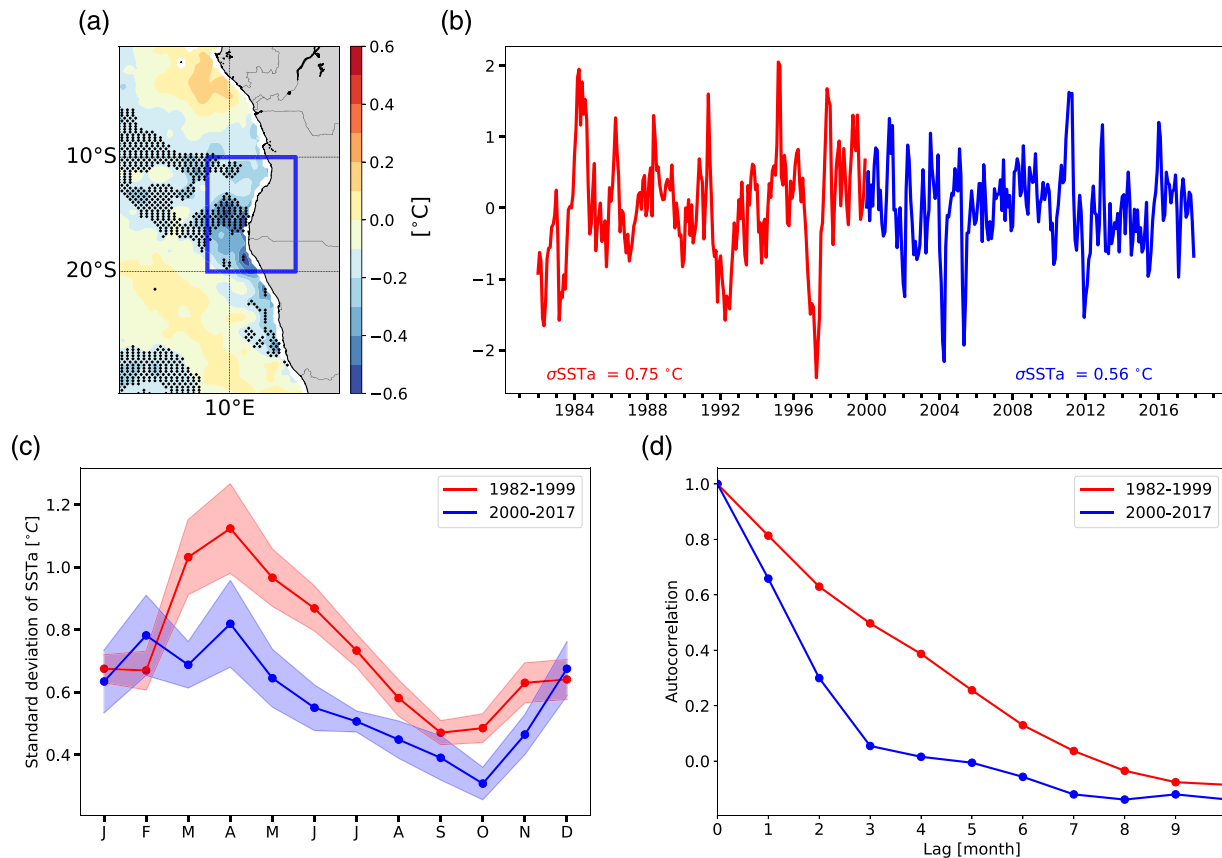 (a)
10°S
20°S
10°E
0.6
0.4
0.2
0.0
−0.2
−0.4
−0.6
[°C]
(b)
2
1
0
−1
−2
σSSTa = 0.75 °C
σSSTa = 0.56 °C
1984 1988 1992 1996 2000 2004 2008 2012 2016
(c)
Standard deviation of SSTa [°C]
1.2
1.0
0.8
0.6
0.4
1982-1999
2000-2017
J F M A M J J A S O N D
(d)
Autocorrelation
1.0
0.8
0.6
0.4
0.2
0.0
1982-1999
2000-2017
0 1 2 3 4 5 6 7 8 9
Lag [month]